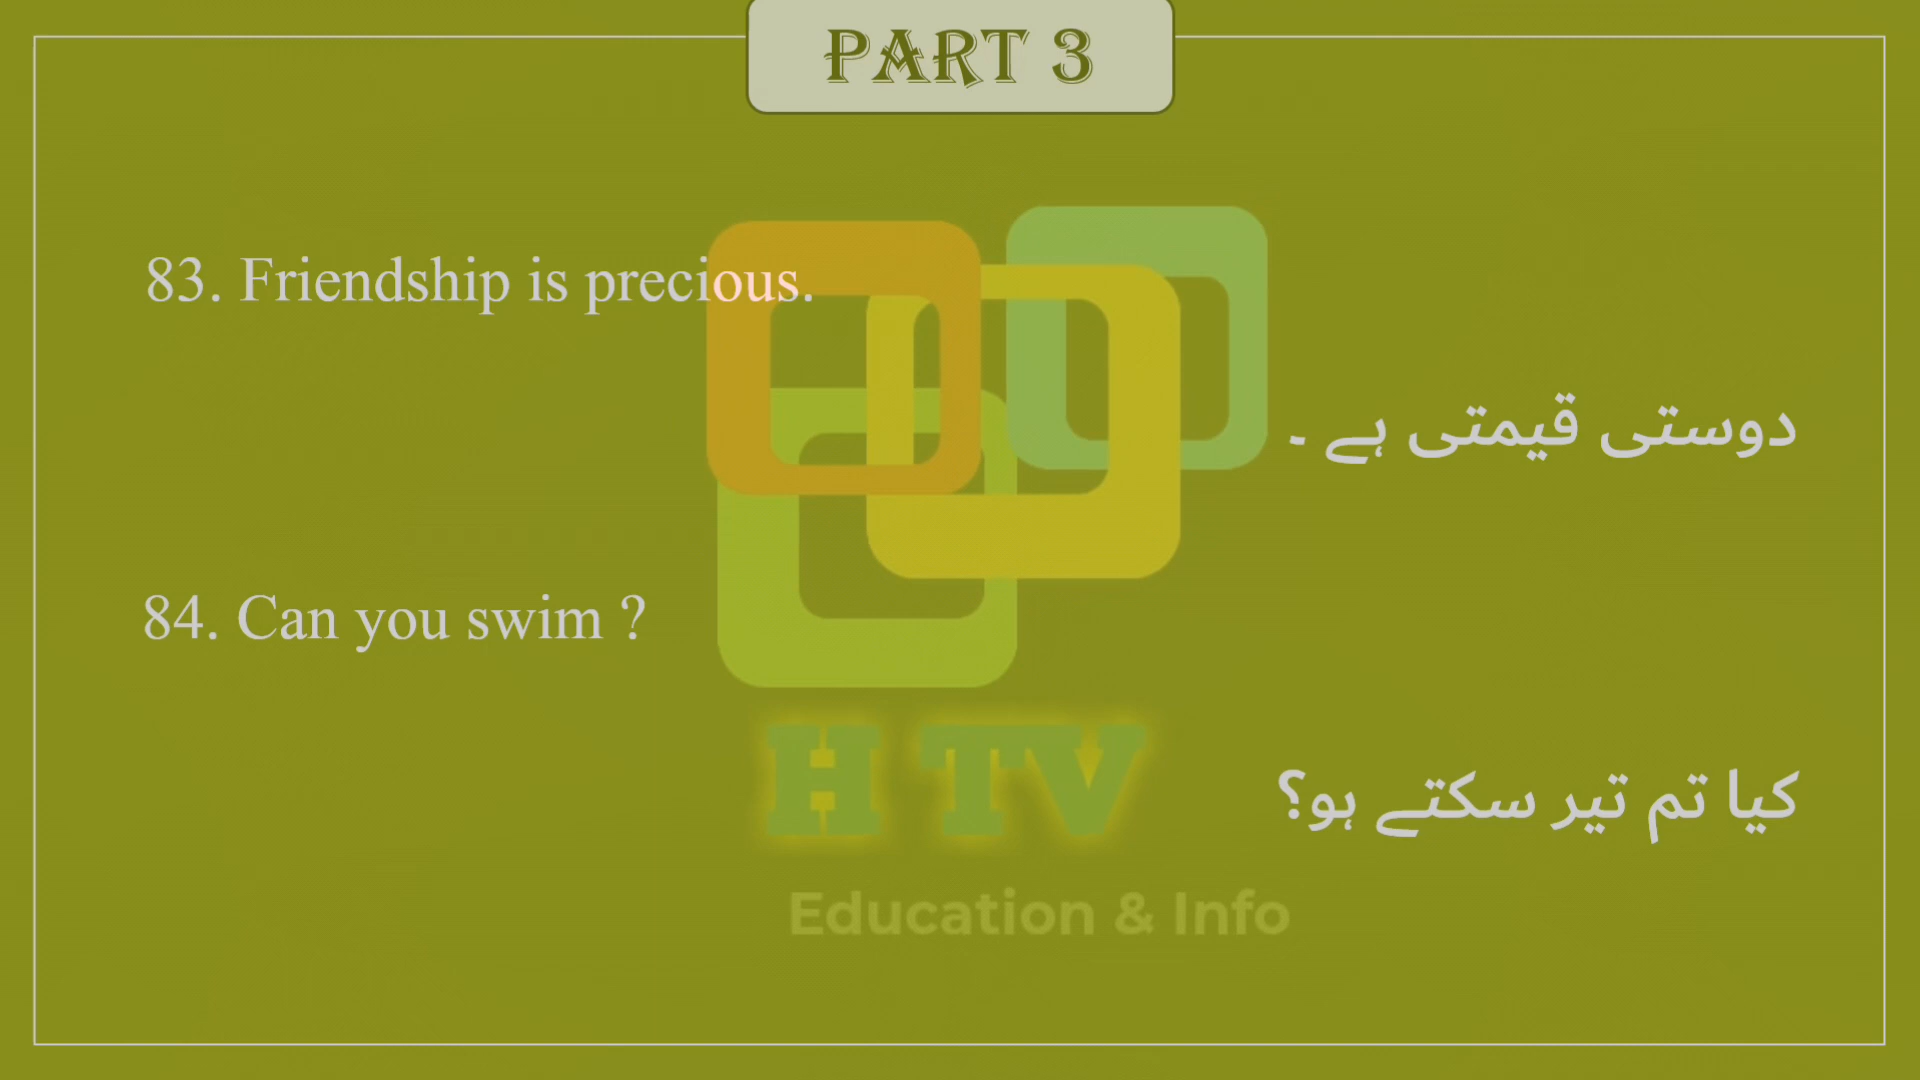 PART 3
83. Friendship is precious.
دوستی قیمتی ہے ۔
84. Can you swim ?
کیا تم تیر سکتے ہو؟
H TV
Education & Info